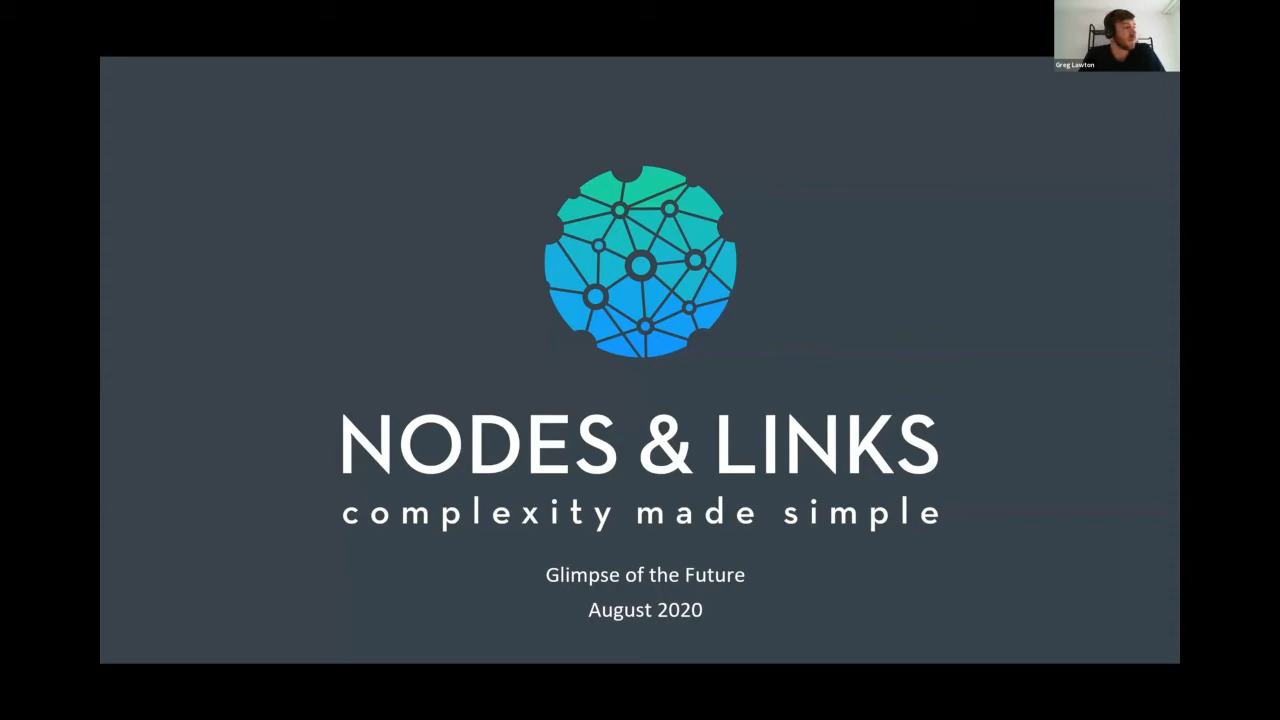 Greg Lawton
NODES & LINKS
complexity made simple
Glimpse of the Future
August 2020